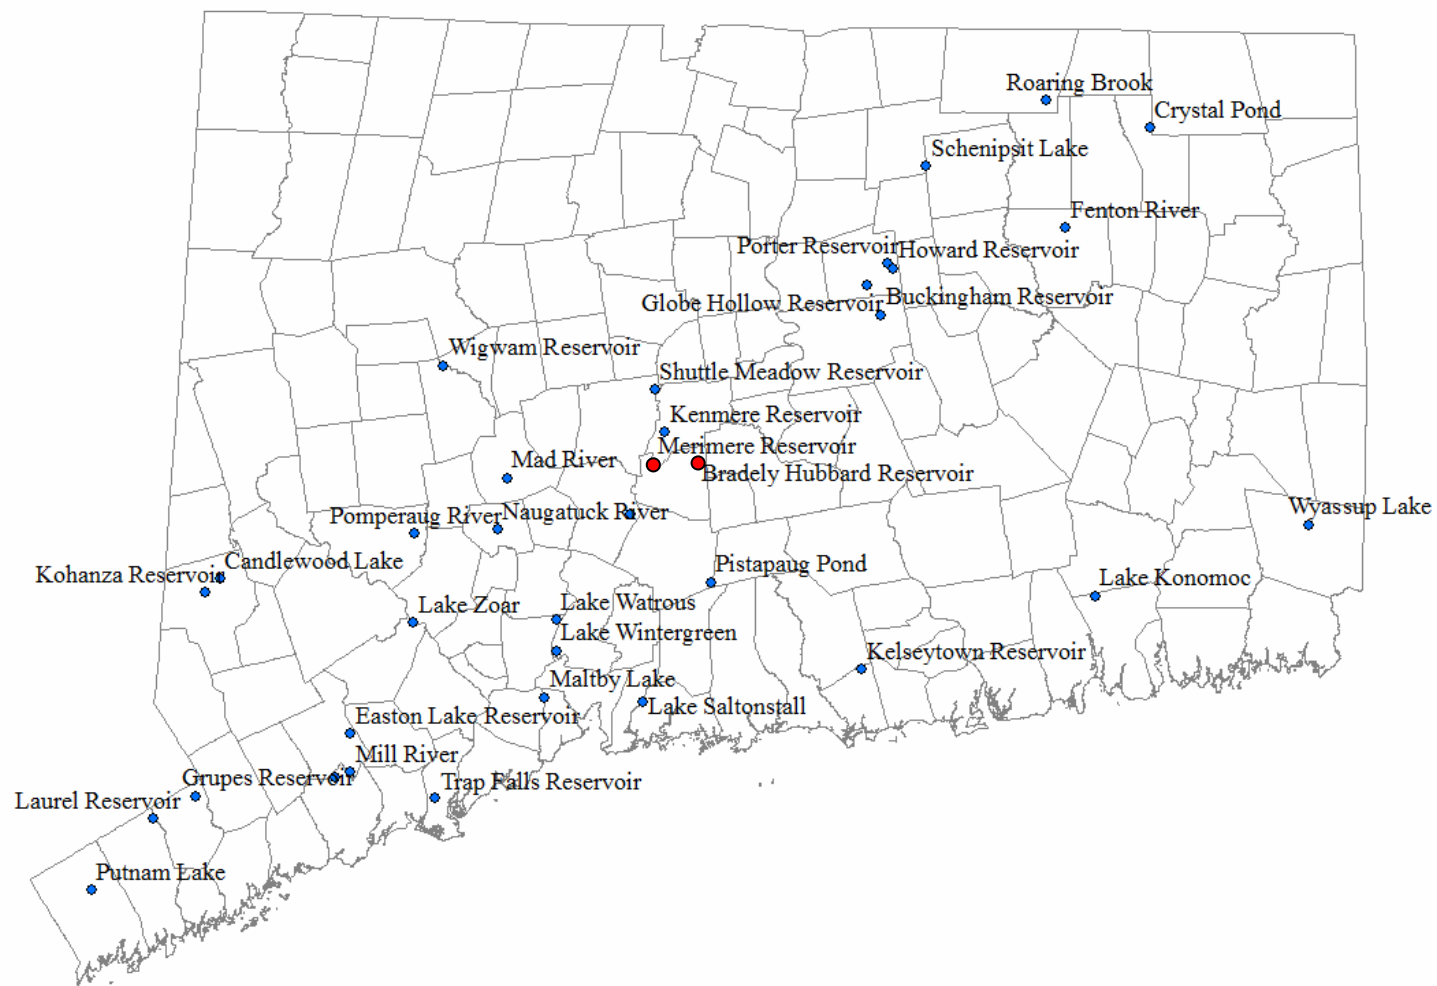 Roaring Brook
Crystal Pond
Schenipsit Lake
Fenton River
Porter Reservoir
Howard Reservoir
Globe Hollow Reservoir
Buckingham Reservoir
Wigwam Reservoir
Shuttle Meadow Reservoir
Kenmere Reservoir
Merimere Reservoir
Mad River
Bradely Hubbard Reservoir
Wyassup Lake
Pomperaug River
Naugatuck River
Candlewood Lake
Kohanza Reservoir
Pistapaug Pond
Lake Konomoc
Lake Zoar
Lake Watrous
Lake Wintergreen
Kelseytown Reservoir
Maltby Lake
Lake Saltonstall
Easton Lake Reservoir
Mill River
Grupes Reservoir
Trap Falls Reservoir
Laurel Reservoir
Putnam Lake